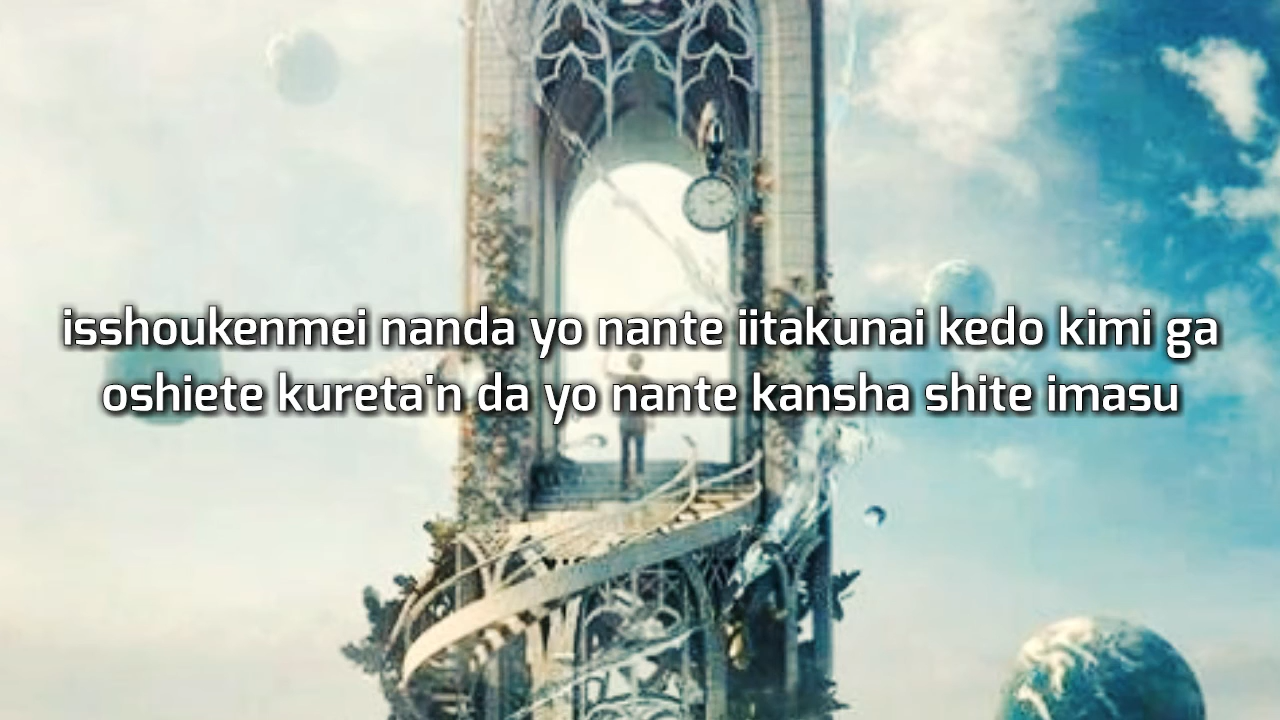 isshoukenmei nanda yo nante iitakunai kedo kimi ga
oshiete kureta'n da yo nante kansha shite imasu